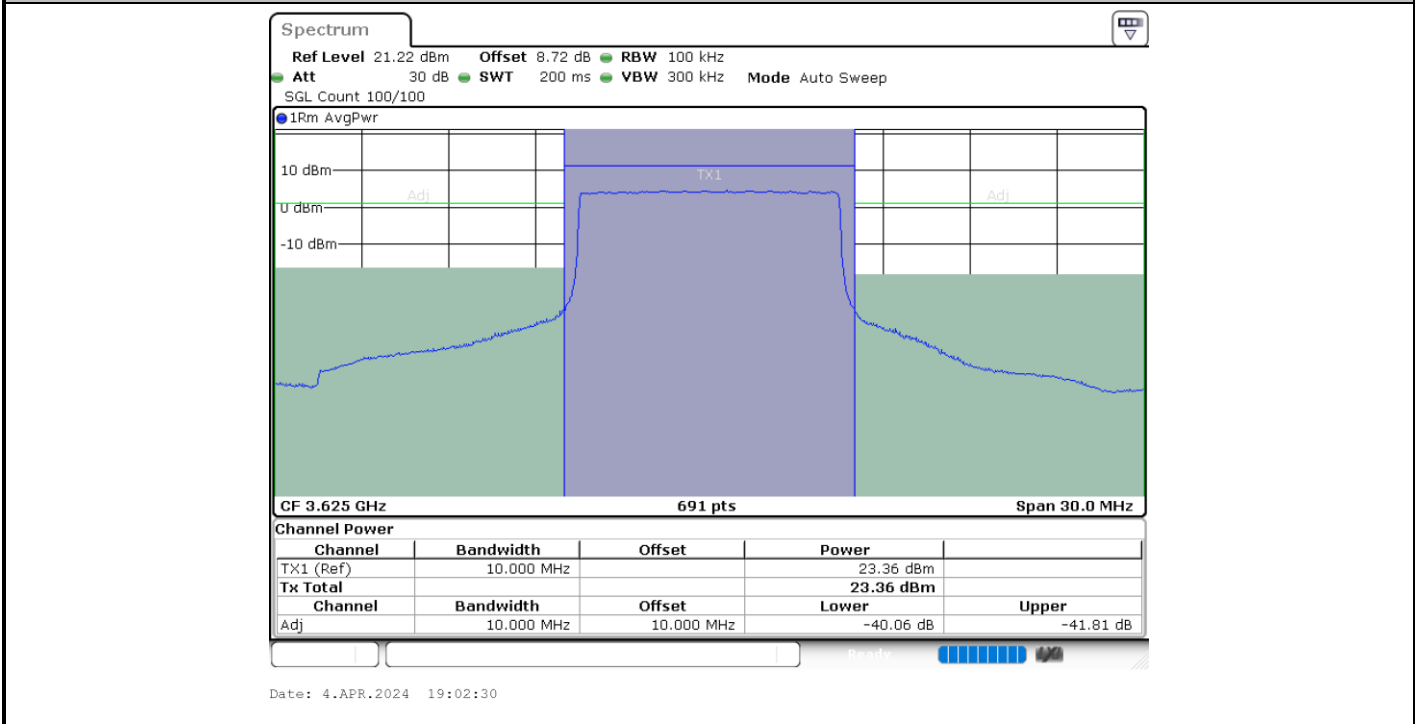 Spectrum
Ref Level 21.22 dBm Offset 8.72 dB RBW 100 kHz
Att 30 dB SWT 200 ms VBW 300 kHz Mode Auto Sweep
SGL Count 100/100
1Rm AvgPwr
10 dBm
TX1
Adj Adj
0 dBm
-10 dBm
CF 3.625 GHz 691 pts Span 30.0 MHz
Channel Power
Channel Bandwidth Offset Power
TX1 (Ref) 10.000 MHz 23.36 dBm
Tx Total 23.36 dBm
Channel Bandwidth Offset Lower Upper
Adj 10.000 MHz 10.000 MHz -40.06 dB -41.81 dB
Ready
Date: 4.APR.2024 19:02:30